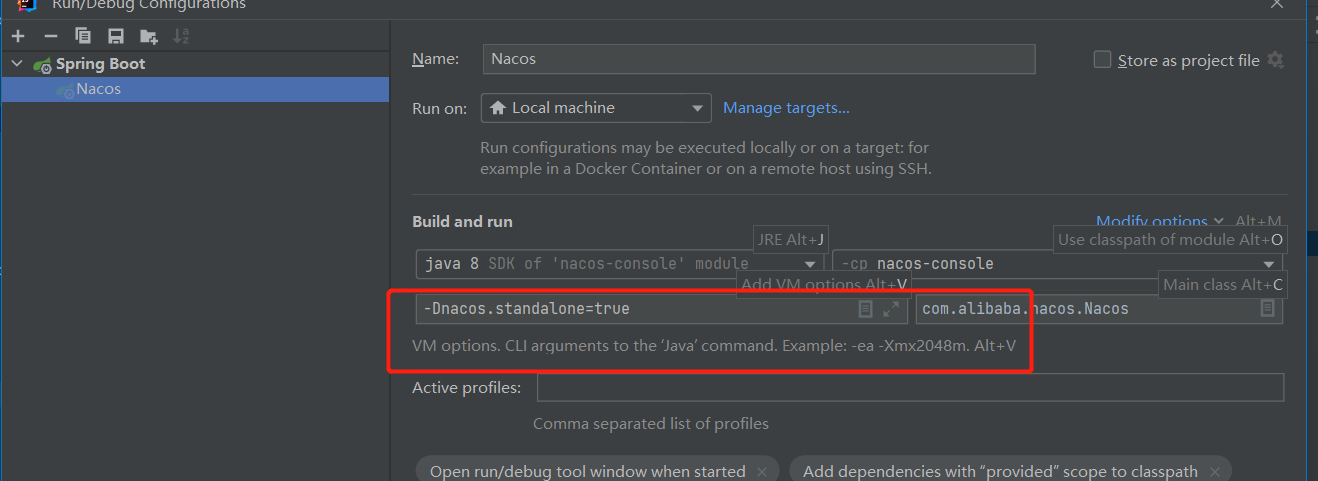 Run/Debug Configurations
Spring Boot
Nacos
Name:
Nacos
Store as project file
Run on:
Local machine
Manage targets...
Run configurations may be executed locally or on a target: for
example in a Docker Container or on a remote host using SSH.
Build and run
Modify options
Alt+M
JRE Alt+J
Use classpath of module Alt+O
java 8 SDK of 'nacos-console' module
-cp nacos-console
Add VM options Alt+V
Main class Alt+C
-Dnacos.standalone=true
com.alibaba.nacos.Nacos
VM options. CLI arguments to the ‘Java’ command. Example: -ea -Xmx2048m. Alt+V
Active profiles:
Comma separated list of profiles
Open run/debug tool window when started
Add dependencies with “provided” scope to classpath